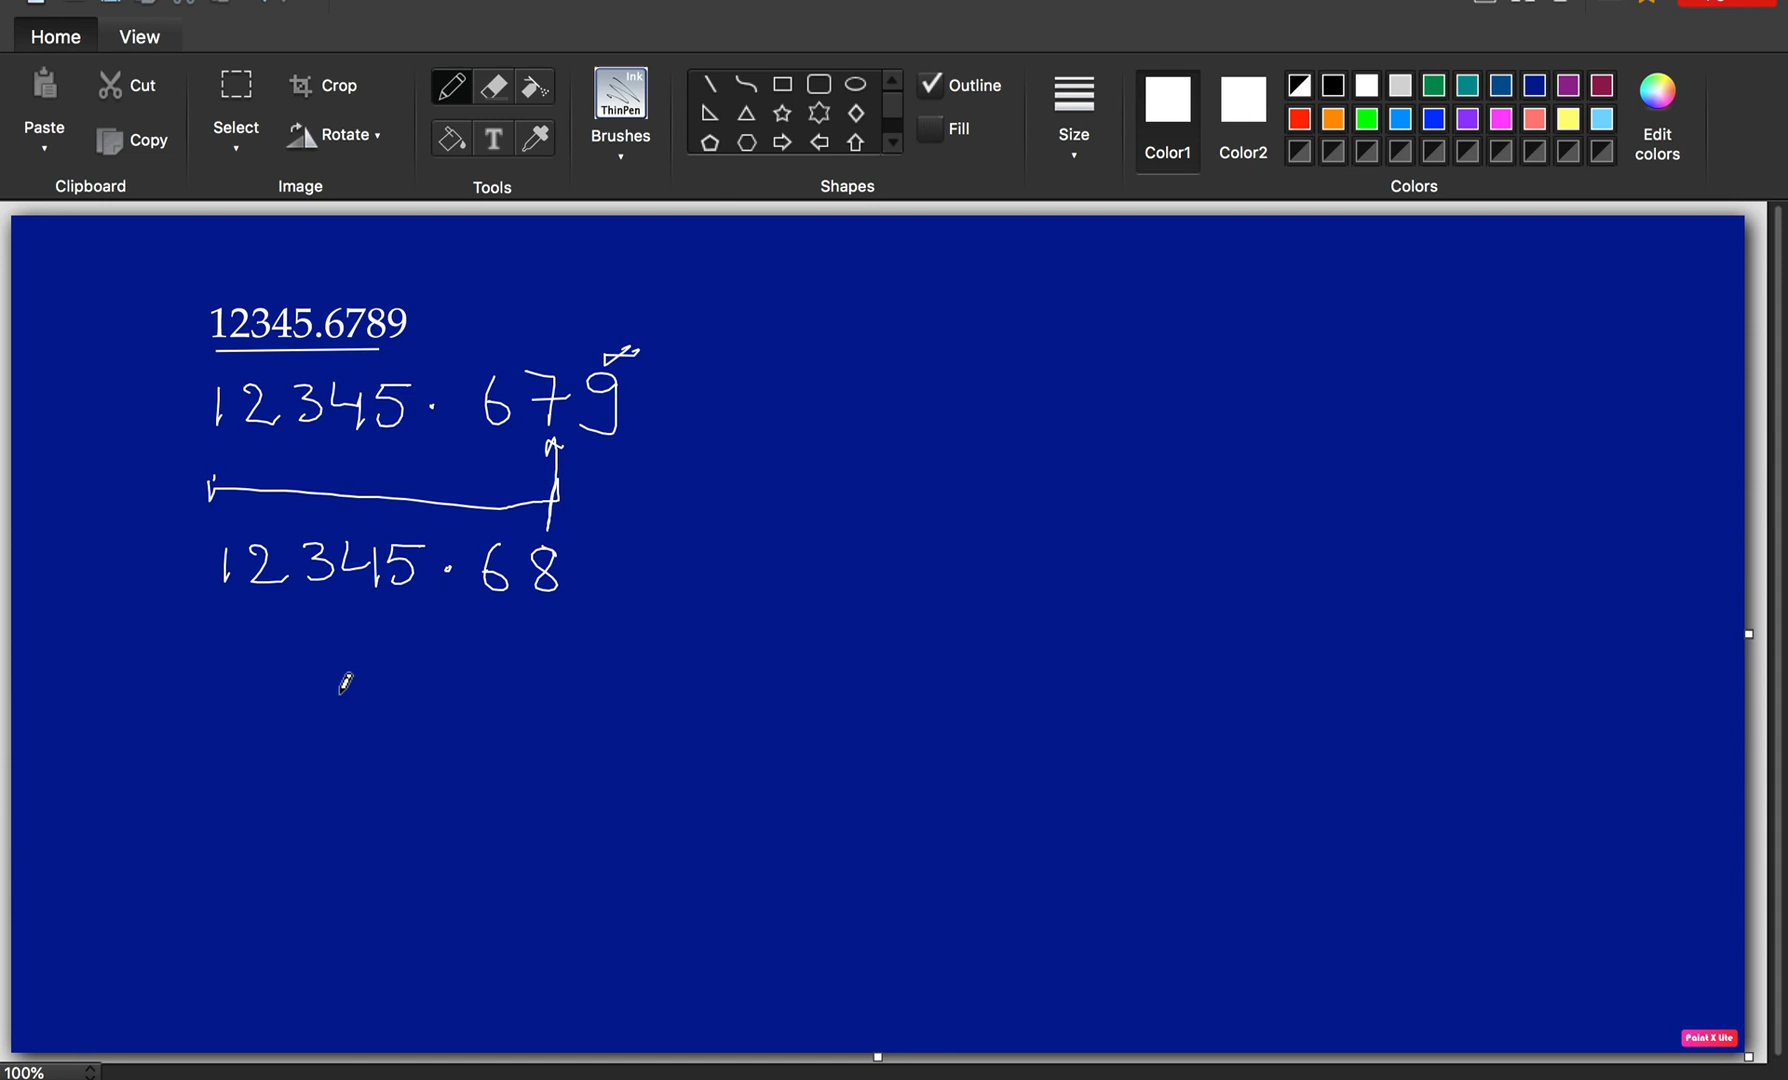 Home View
Cut
Crop
Ink
ThinPen
Outline
Paste
Copy
Select
Rotate
Brushes
Fill
Size
Color1
Color2
Edit
colors
Clipboard
Image
Tools
Shapes
Colors
12345.6789
12345.679
12345.68
Paint X lite
100%